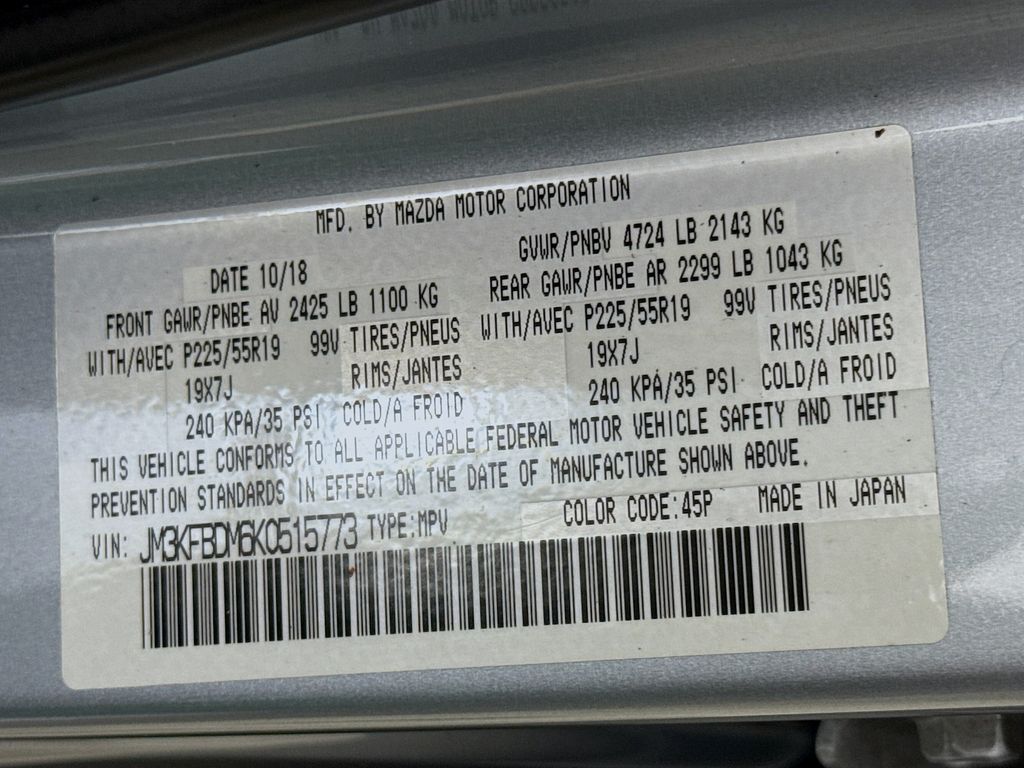 MFD. BY MAZDA MOTOR CORPORATION
DATE 10/18 GVWR/PNBV 4724 LB 2143 KG
FRONT GAWR/PNBE AV 2425 LB 1100 KG REAR GAWR/PNBE AR 2299 LB 1043 KG
WITH/AVEC P225/55R19 99V TIRES/PNEUS WITH/AVEC P225/55R19 99V TIRES/PNEUS
19X7J RIMS/JANTES 19X7J RIMS/JANTES
240 KPA/35 PSI COLD/A FROID 240 KPA/35 PSI COLD/A FROID
THIS VEHICLE CONFORMS TO ALL APPLICABLE FEDERAL MOTOR VEHICLE SAFETY AND THEFT
PREVENTION STANDARDS IN EFFECT ON THE DATE OF MANUFACTURE SHOWN ABOVE.
VIN: JM3KFBDM6K0515773 TYPE:MPV COLOR CODE:45P MADE IN JAPAN